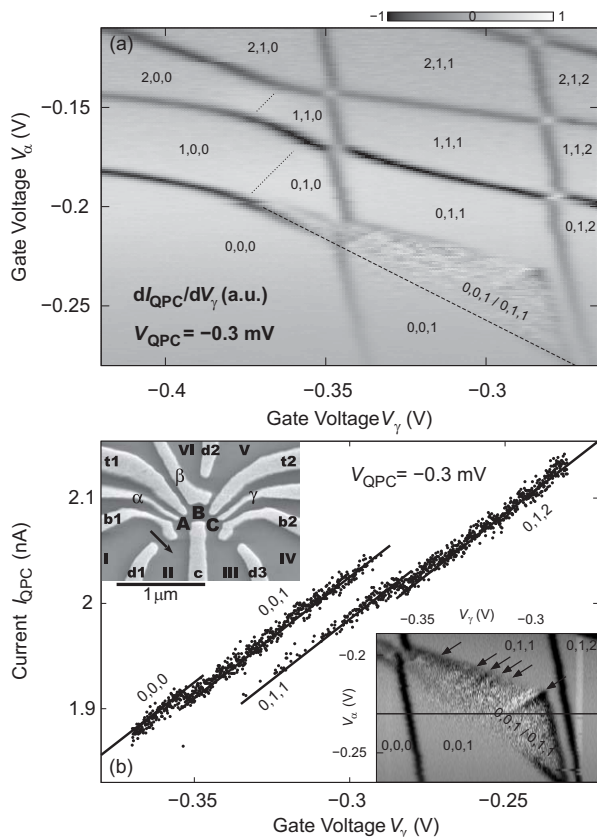 −1 0 1
(a)
2,1,0
2,1,1
2,1,2
2,0,0
1,1,0
1,1,1
1,1,2
1,0,0
0,1,0
0,1,1
0,1,2
0,0,0
0,0,1 / 0,1,1
0,0,1
dI_QPC/dV_γ (a.u.)
V_QPC = −0.3 mV
−0.15
−0.2
−0.25
Gate Voltage V_α (V)
−0.4 −0.35 −0.3
Gate Voltage V_γ (V)
VI d2 V
t1 β t2
α γ
b1 A B C b2
I IV
d1 II c III d3
1 μm
V_QPC = −0.3 mV
0,1,2
0,0,1
0,0,0
0,1,1
2.1
2
1.9
Current I_QPC (nA)
−0.35 V_γ (V) −0.3
−0.2
V_α (V)
−0.25
0,1,1 0,1,2
0,0,1 / 0,1,1
0,0,0 0,0,1
(b)
−0.35 −0.3 −0.25
Gate Voltage V_γ (V)